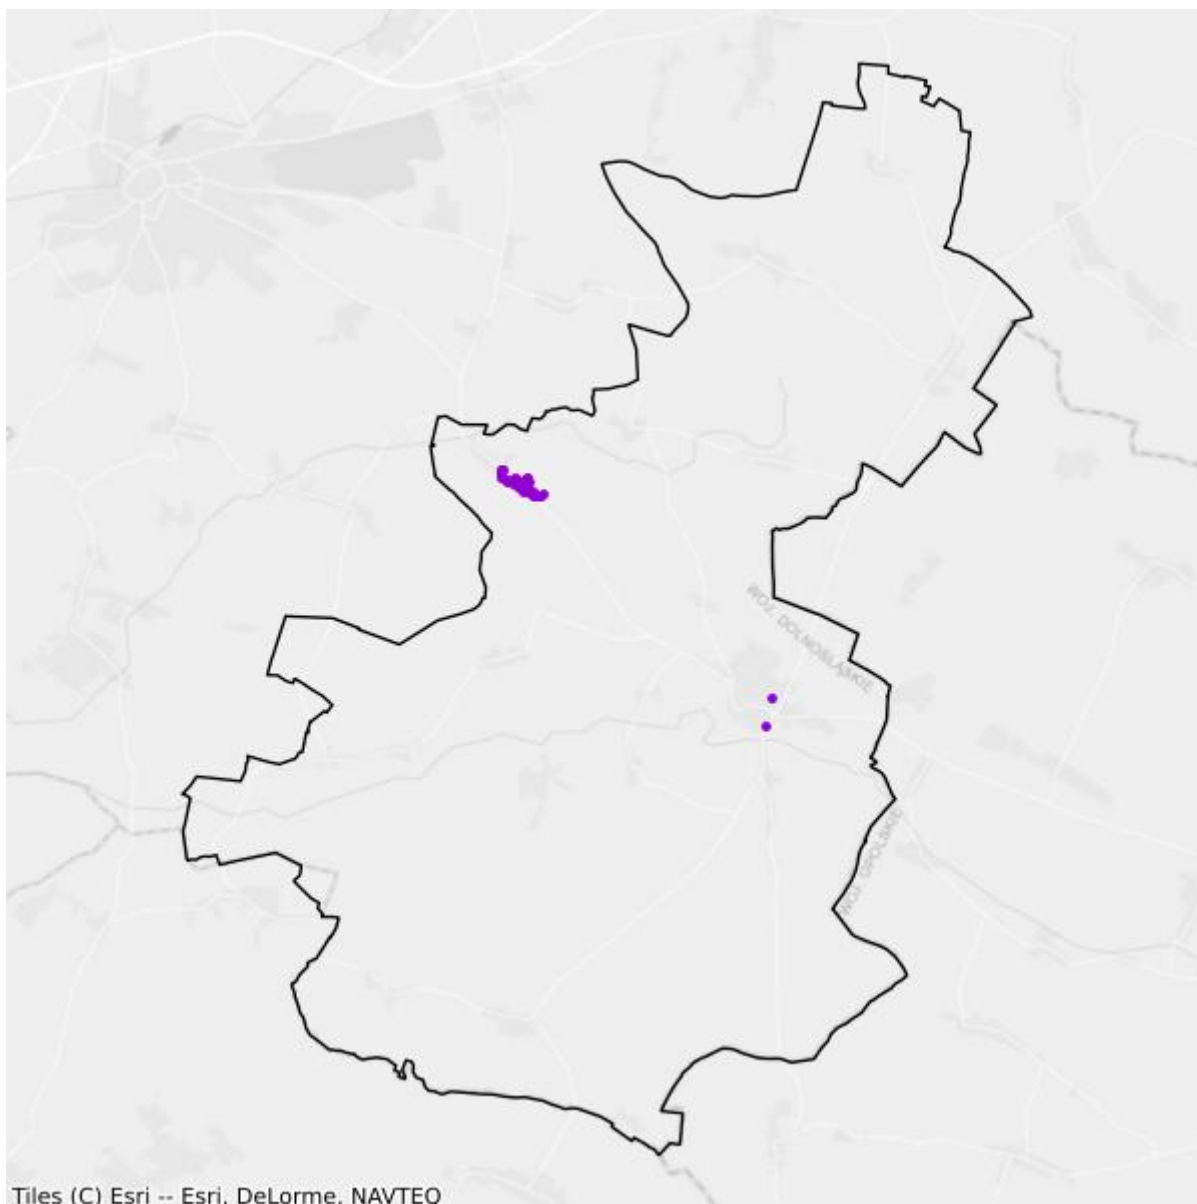 WOJ. DOLNOŚLĄSKIE
WOJ. OPOLSKIE
Tiles (C) Esri -- Esri, DeLorme, NAVTEQ